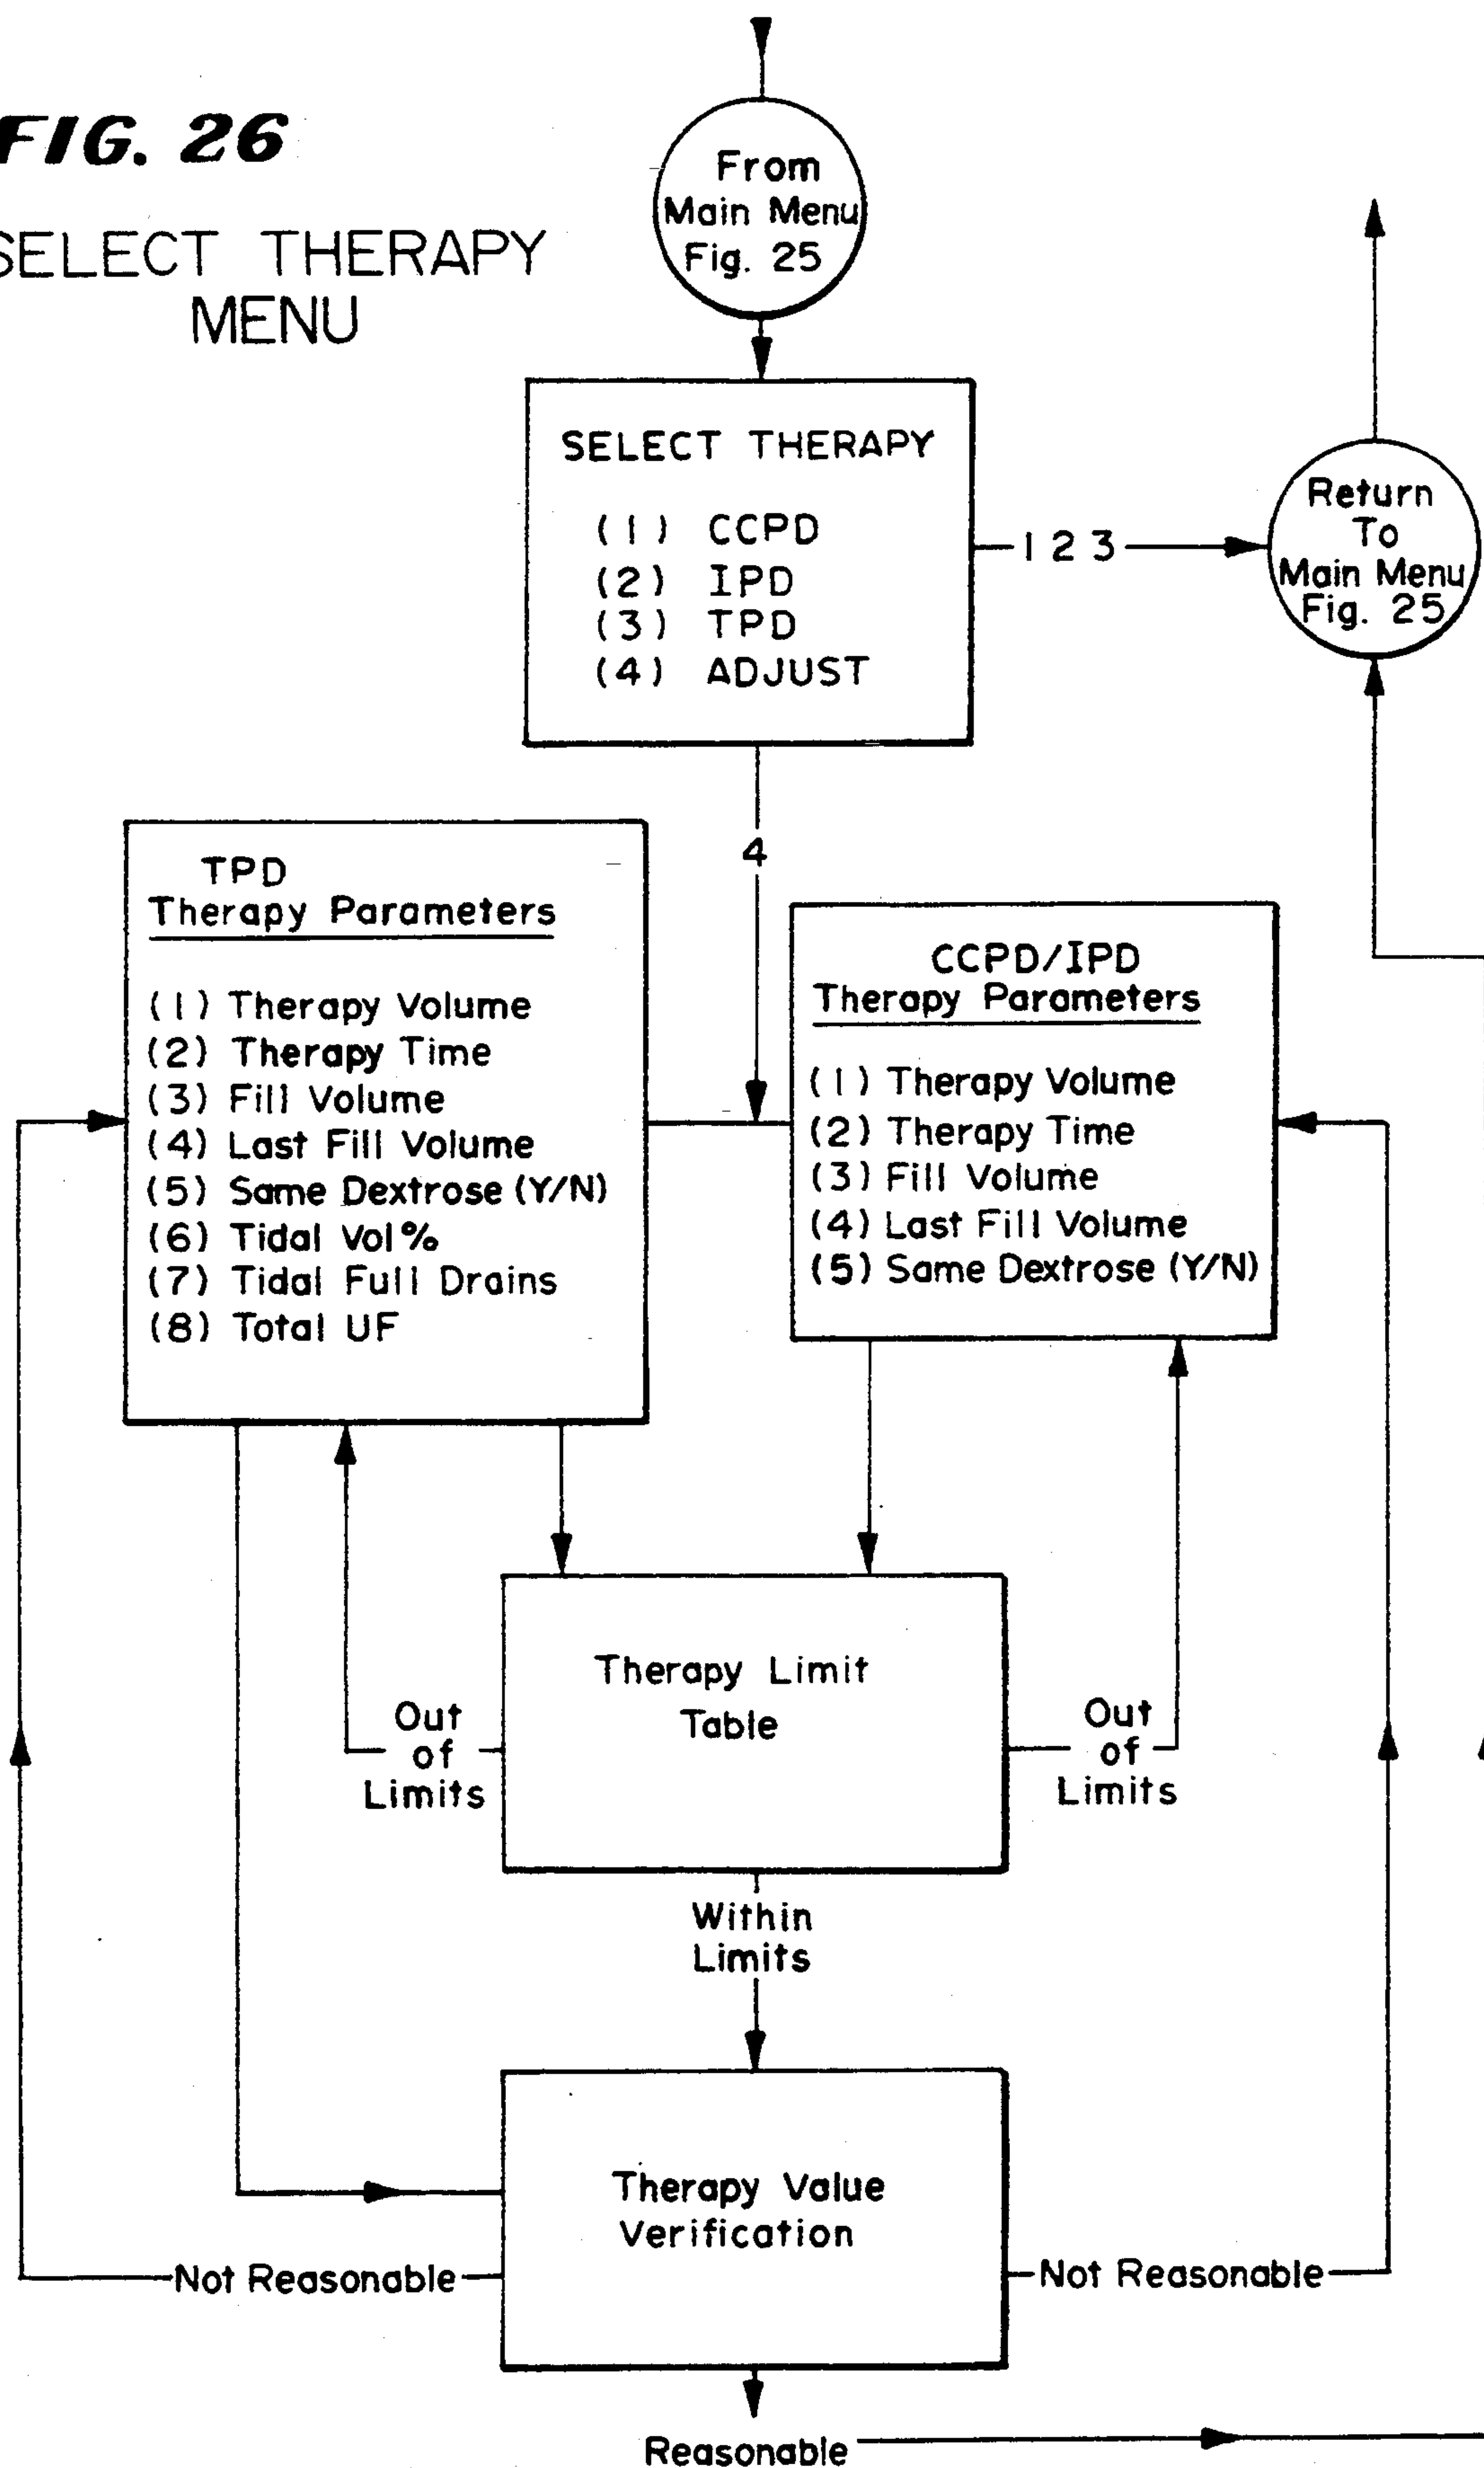 FIG. 26
SELECT THERAPY
MENU
From
Main Menu
Fig. 25
SELECT THERAPY
(1) CCPD
(2) IPD
(3) TPD
(4) ADJUST
1 2 3
Return
To
Main Menu
Fig. 25
4
TPD
Therapy Parameters
(1) Therapy Volume
(2) Therapy Time
(3) Fill Volume
(4) Last Fill Volume
(5) Same Dextrose (Y/N)
(6) Tidal Vol%
(7) Tidal Full Drains
(8) Total UF
CCPD/IPD
Therapy Parameters
(1) Therapy Volume
(2) Therapy Time
(3) Fill Volume
(4) Last Fill Volume
(5) Same Dextrose (Y/N)
Out
of
Limits
Therapy Limit
Table
Out
of
Limits
Within
Limits
Therapy Value
Verification
Not Reasonable
Not Reasonable
Reasonable